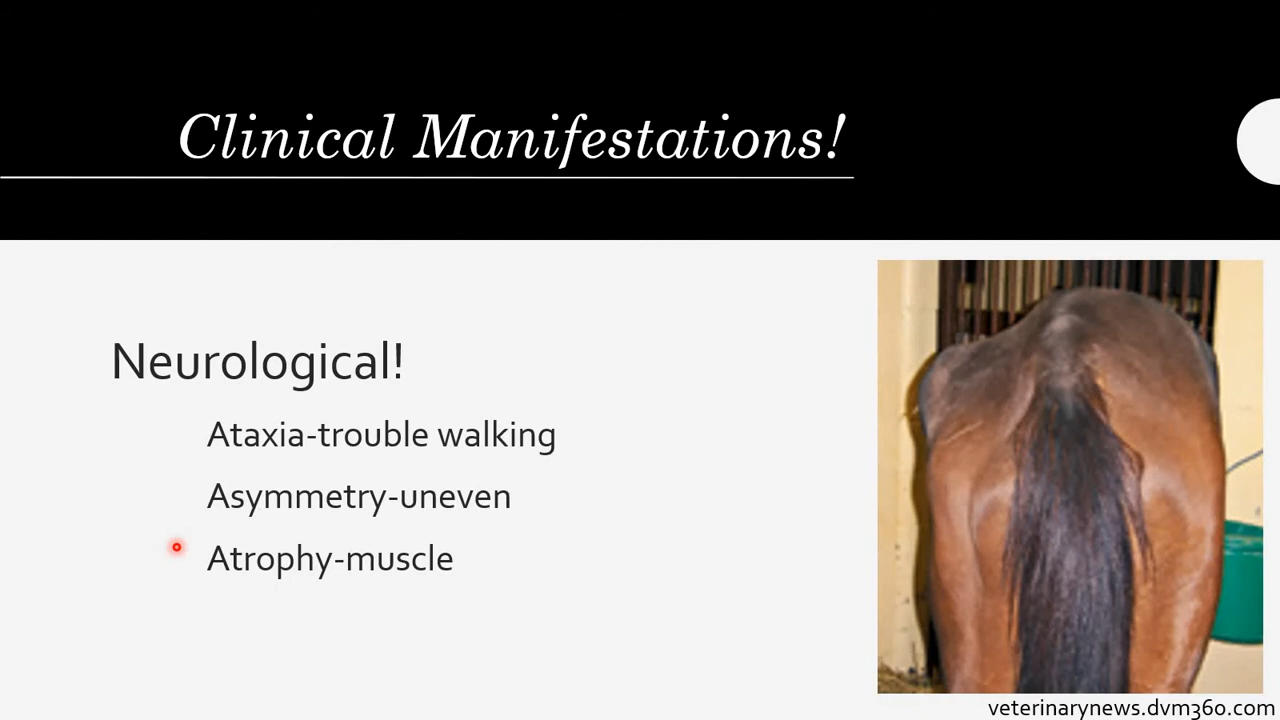 Clinical Manifestations!
Neurological!
Ataxia-trouble walking
Asymmetry-uneven
Atrophy-muscle
veterinarynews.dvm360.com